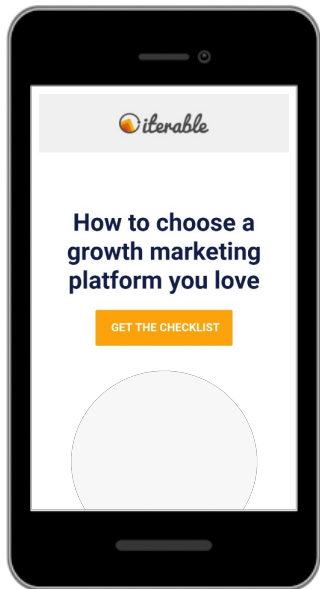 iterable
How to choose a
growth marketing
platform you love
GET THE CHECKLIST